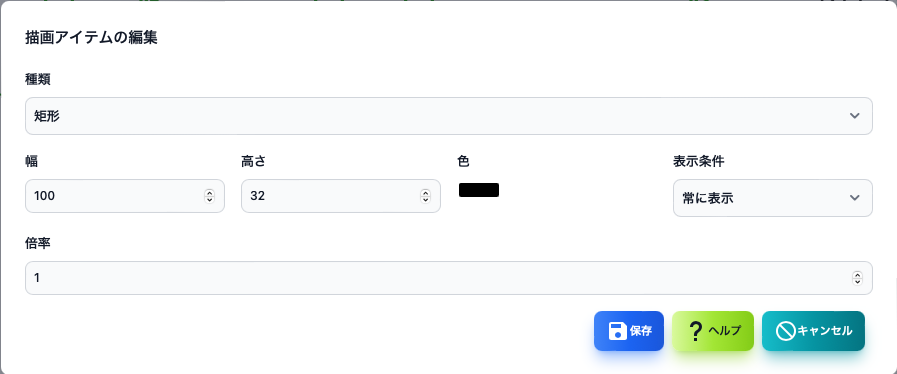 描画アイテムの編集
種類
矩形
幅 高さ 色 表示条件
100 32 常に表示
倍率
1
保存 ?ヘルプ キャンセル